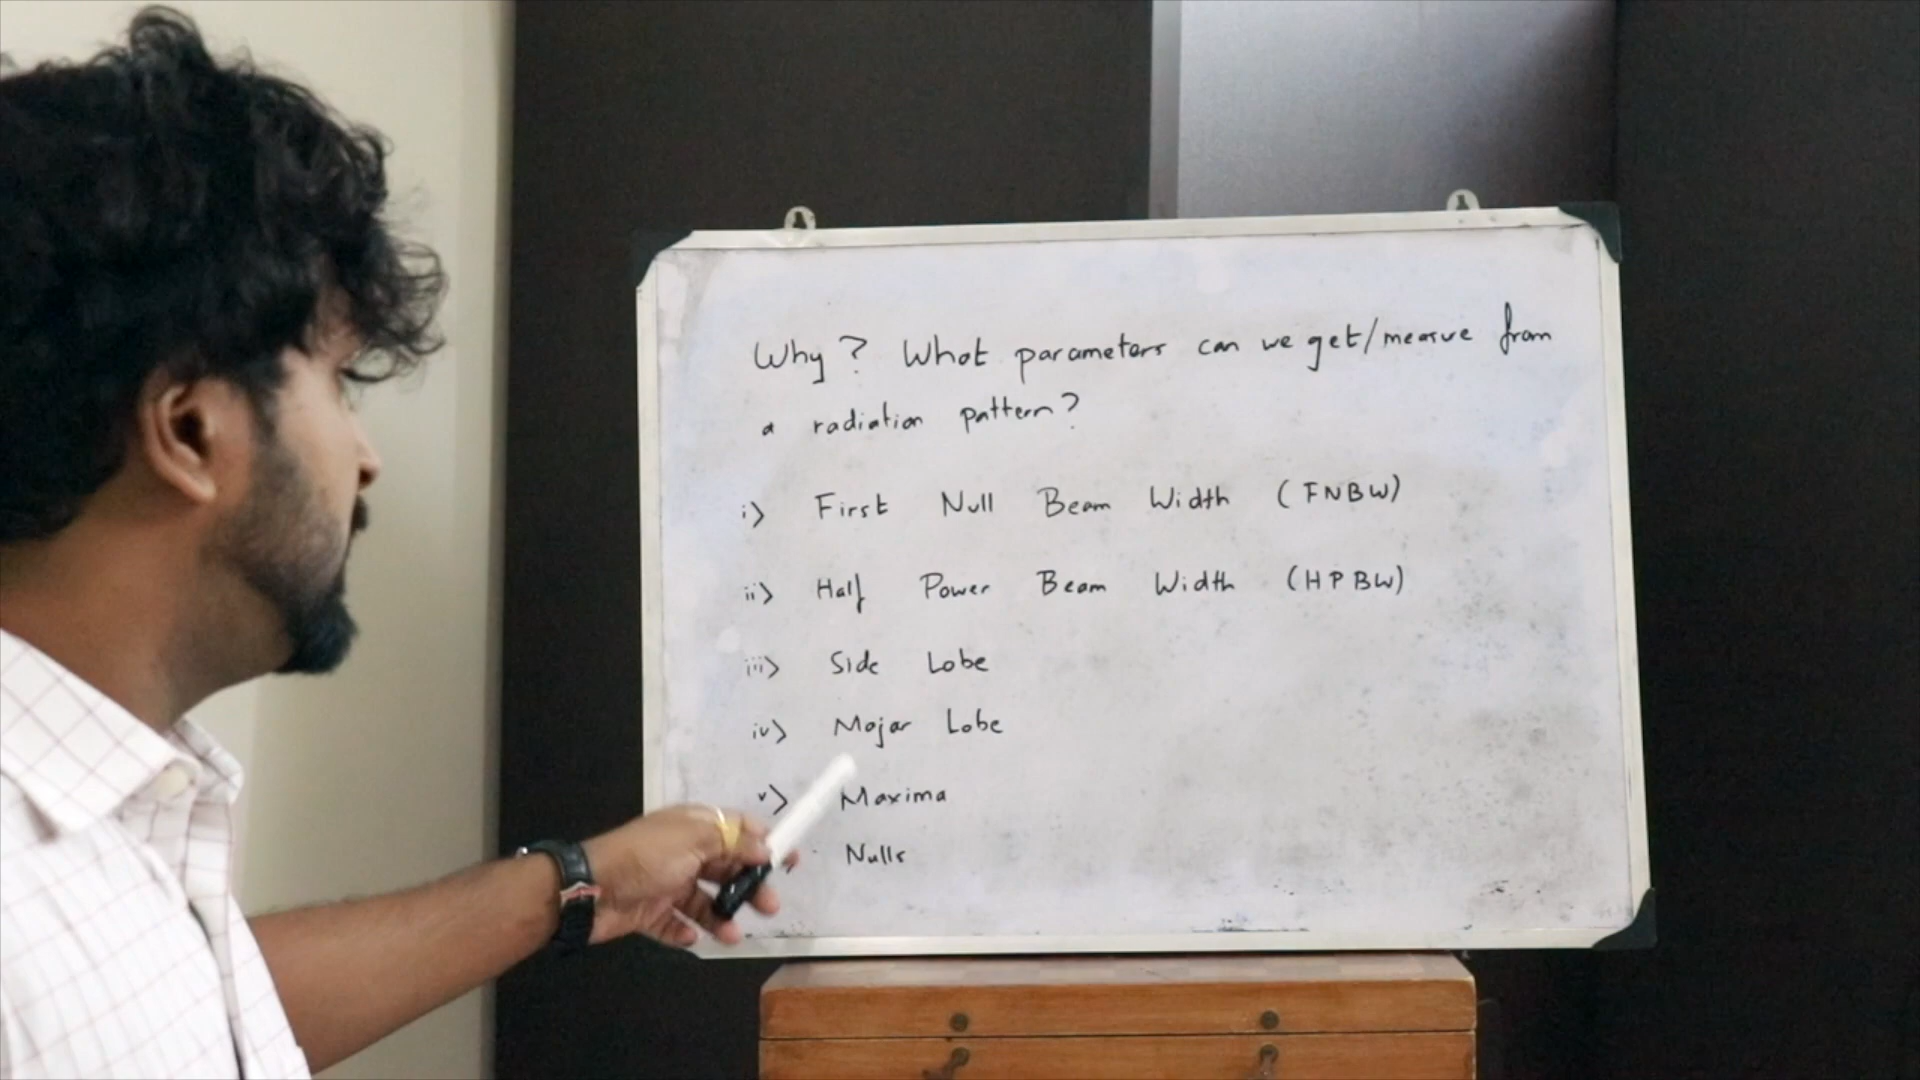 Why? What parameters can we get/measure from
a radiation pattern?
i) First Null Beam Width (FNBW)
ii) Half Power Beam Width (HPBW)
iii) Side Lobe
iv) Major Lobe
v) Maxima
Nulls